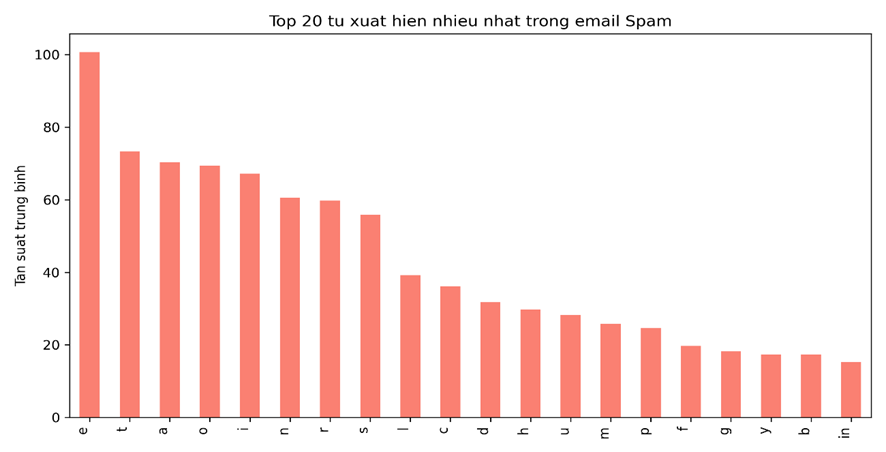 Top 20 tu xuat hien nhieu nhat trong email Spam
Tan suat trung binh
100
80
60
40
20
0
e t a o i n r s l c d h u m p f g y b in